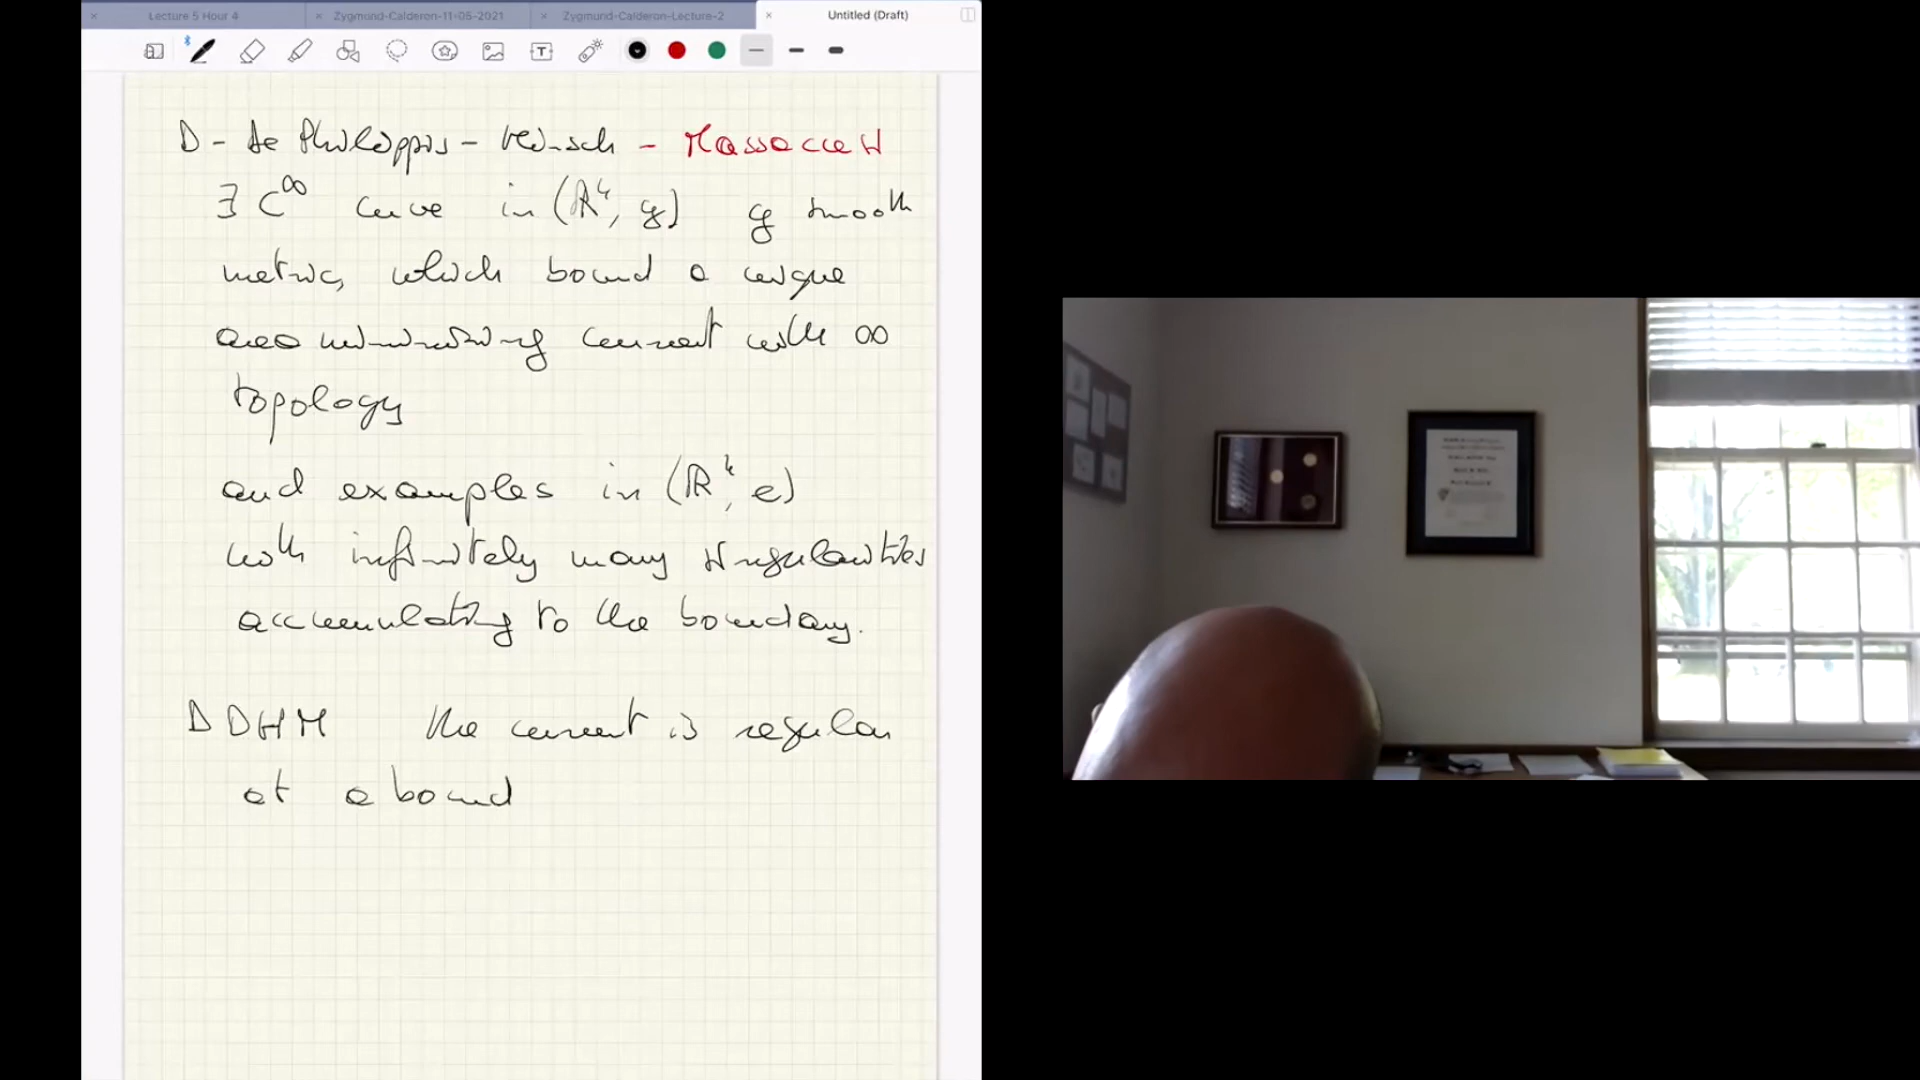 Lecture 5 Hour 4
Zygmund-Calderon-11-05-2021
Zygmund-Calderon-Lecture-2
Untitled (Draft)
D - De Philippis - Hirsch - Massaccesi
∃ C^∞ curve in (ℝ^4, g) g smooth
metric, which bound a unique
area minimizing current with ∞
topology
and examples in (ℝ^4, e)
with infinitely many singularities
accumulating to the boundary.
DDHM the current is regular
at a bound